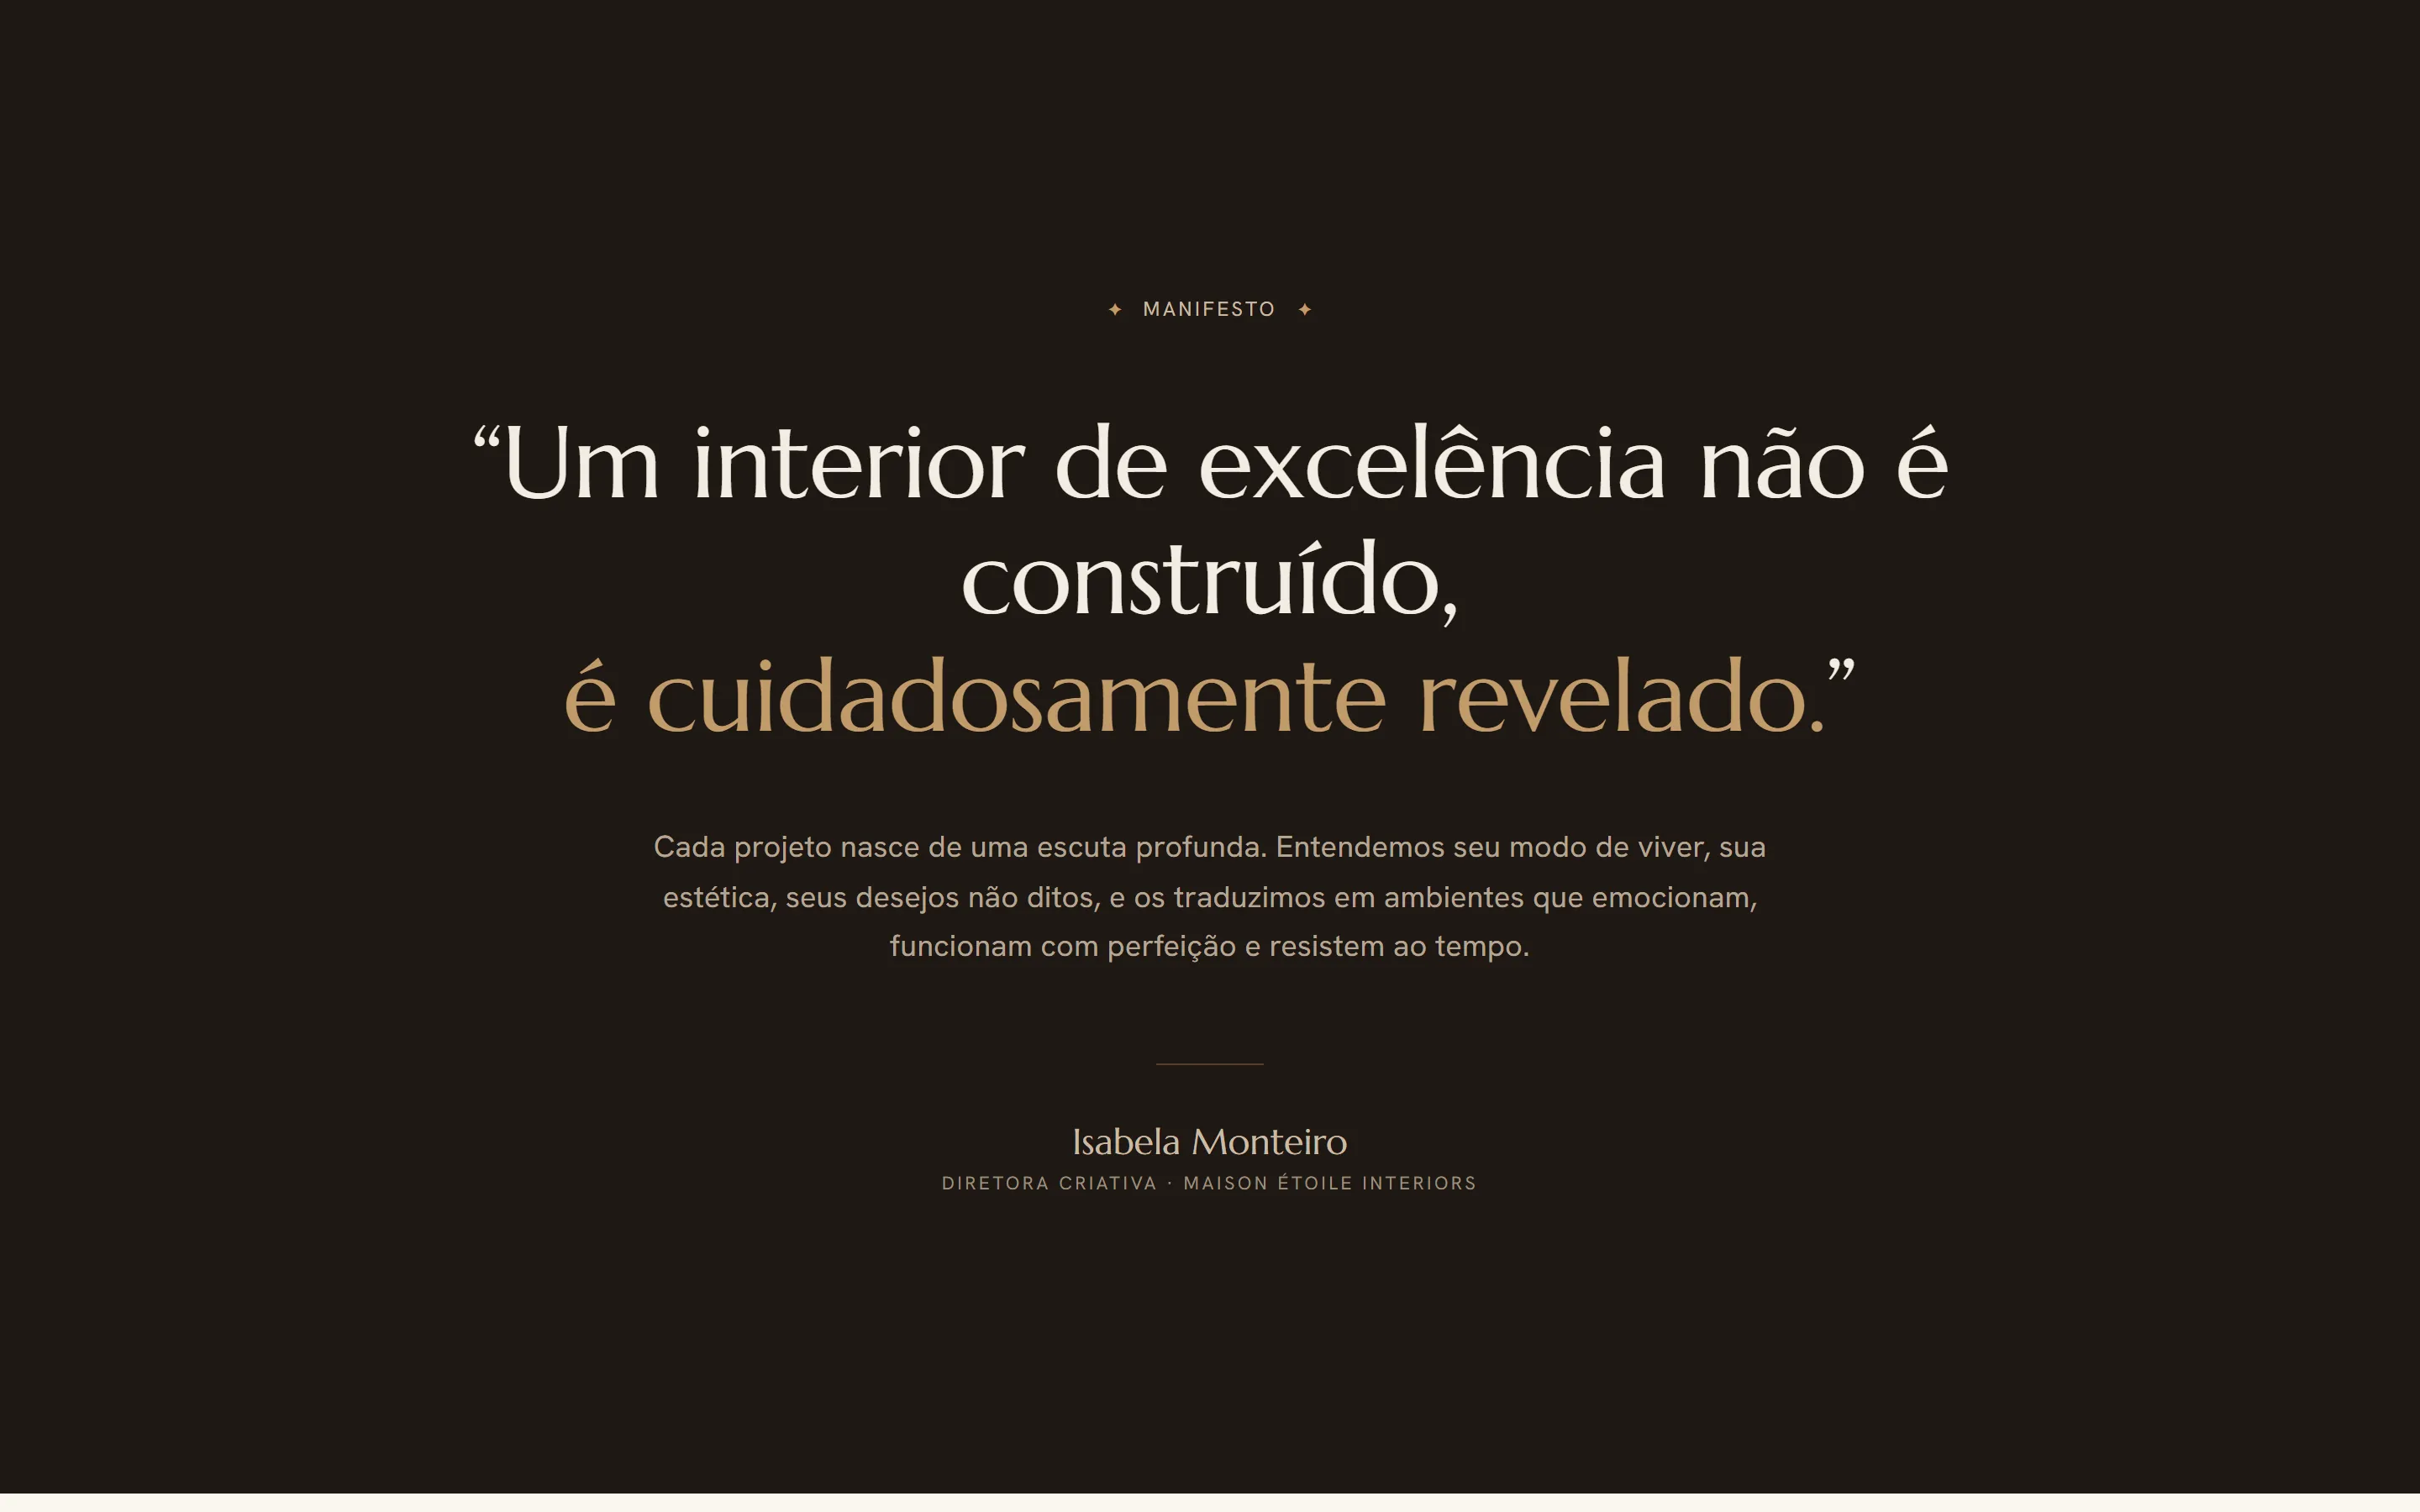 ✦ MANIFESTO ✦
“Um interior de excelência não é
construído,
é cuidadosamente revelado.”
Cada projeto nasce de uma escuta profunda. Entendemos seu modo de viver, sua
estética, seus desejos não ditos, e os traduzimos em ambientes que emocionam,
funcionam com perfeição e resistem ao tempo.
Isabela Monteiro
DIRETORA CRIATIVA · MAISON ÉTOILE INTERIORS